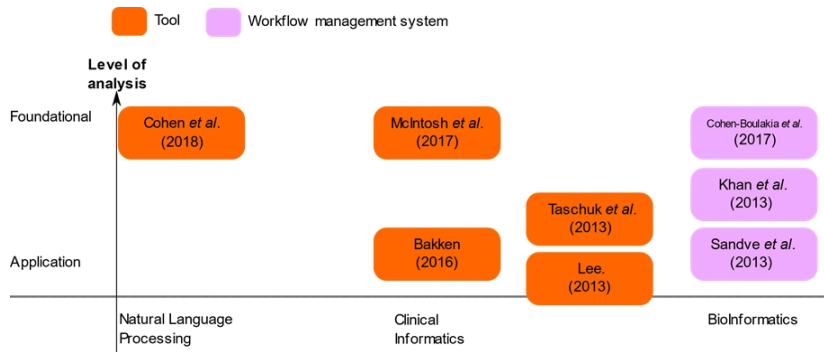 Tool
Workflow management system
Level of
analysis
Foundational
Cohen et al.
(2018)
McIntosh et al.
(2017)
Cohen-Boulakia et al.
(2017)
Khan et al.
(2013)
Taschuk et al.
(2013)
Application
Bakken
(2016)
Sandve et al.
(2013)
Lee.
(2013)
Natural Language
Processing
Clinical
Informatics
BioInformatics